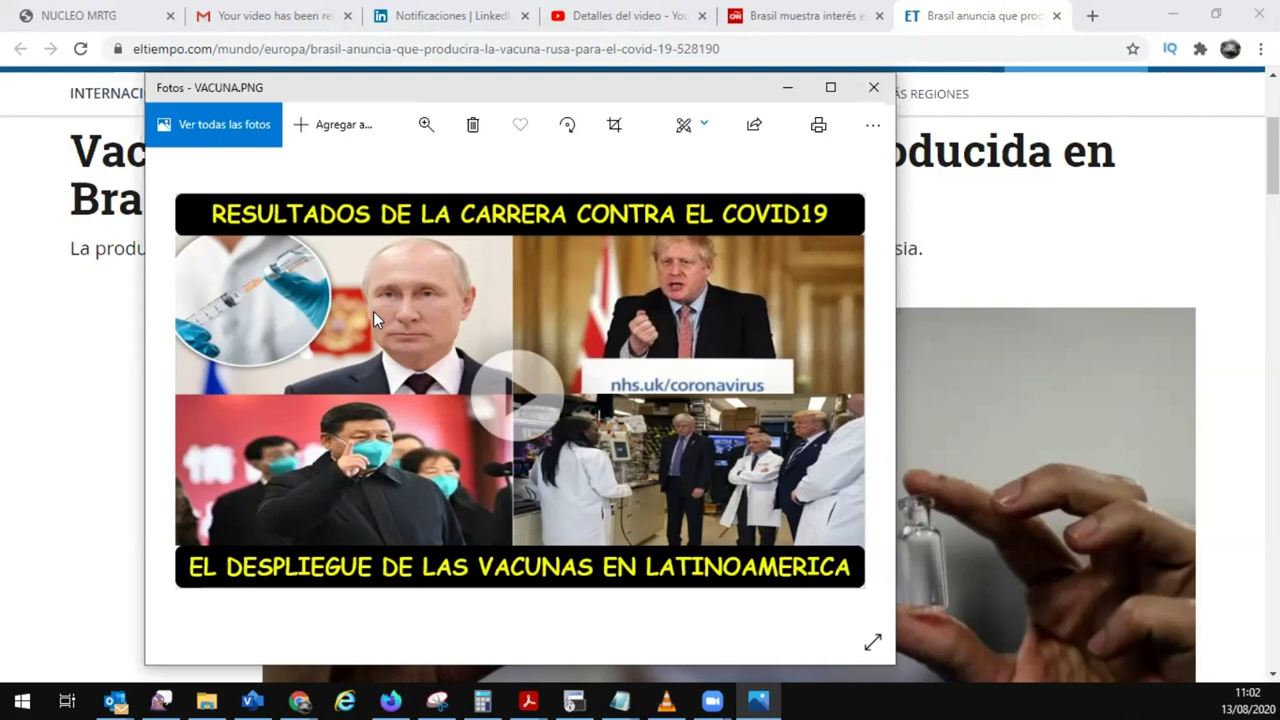 NUCLEO MRTG
Your video has been re
Notificaciones | LinkedI
Detalles del video - You
Brasil muestra interés e
ET
Brasil anuncia que prod
eltiempo.com/mundo/europa/brasil-anuncia-que-producira-la-vacuna-rusa-para-el-covid-19-528190
IQ
INTERNACI
ÁS REGIONES
Fotos - VACUNA.PNG
Ver todas las fotos
Agregar a...
Vac
oducida en
Bra
La produ
sia.
RESULTADOS DE LA CARRERA CONTRA EL COVID19
nhs.uk/coronavirus
EL DESPLIEGUE DE LAS VACUNAS EN LATINOAMERICA
11:02
13/08/2020